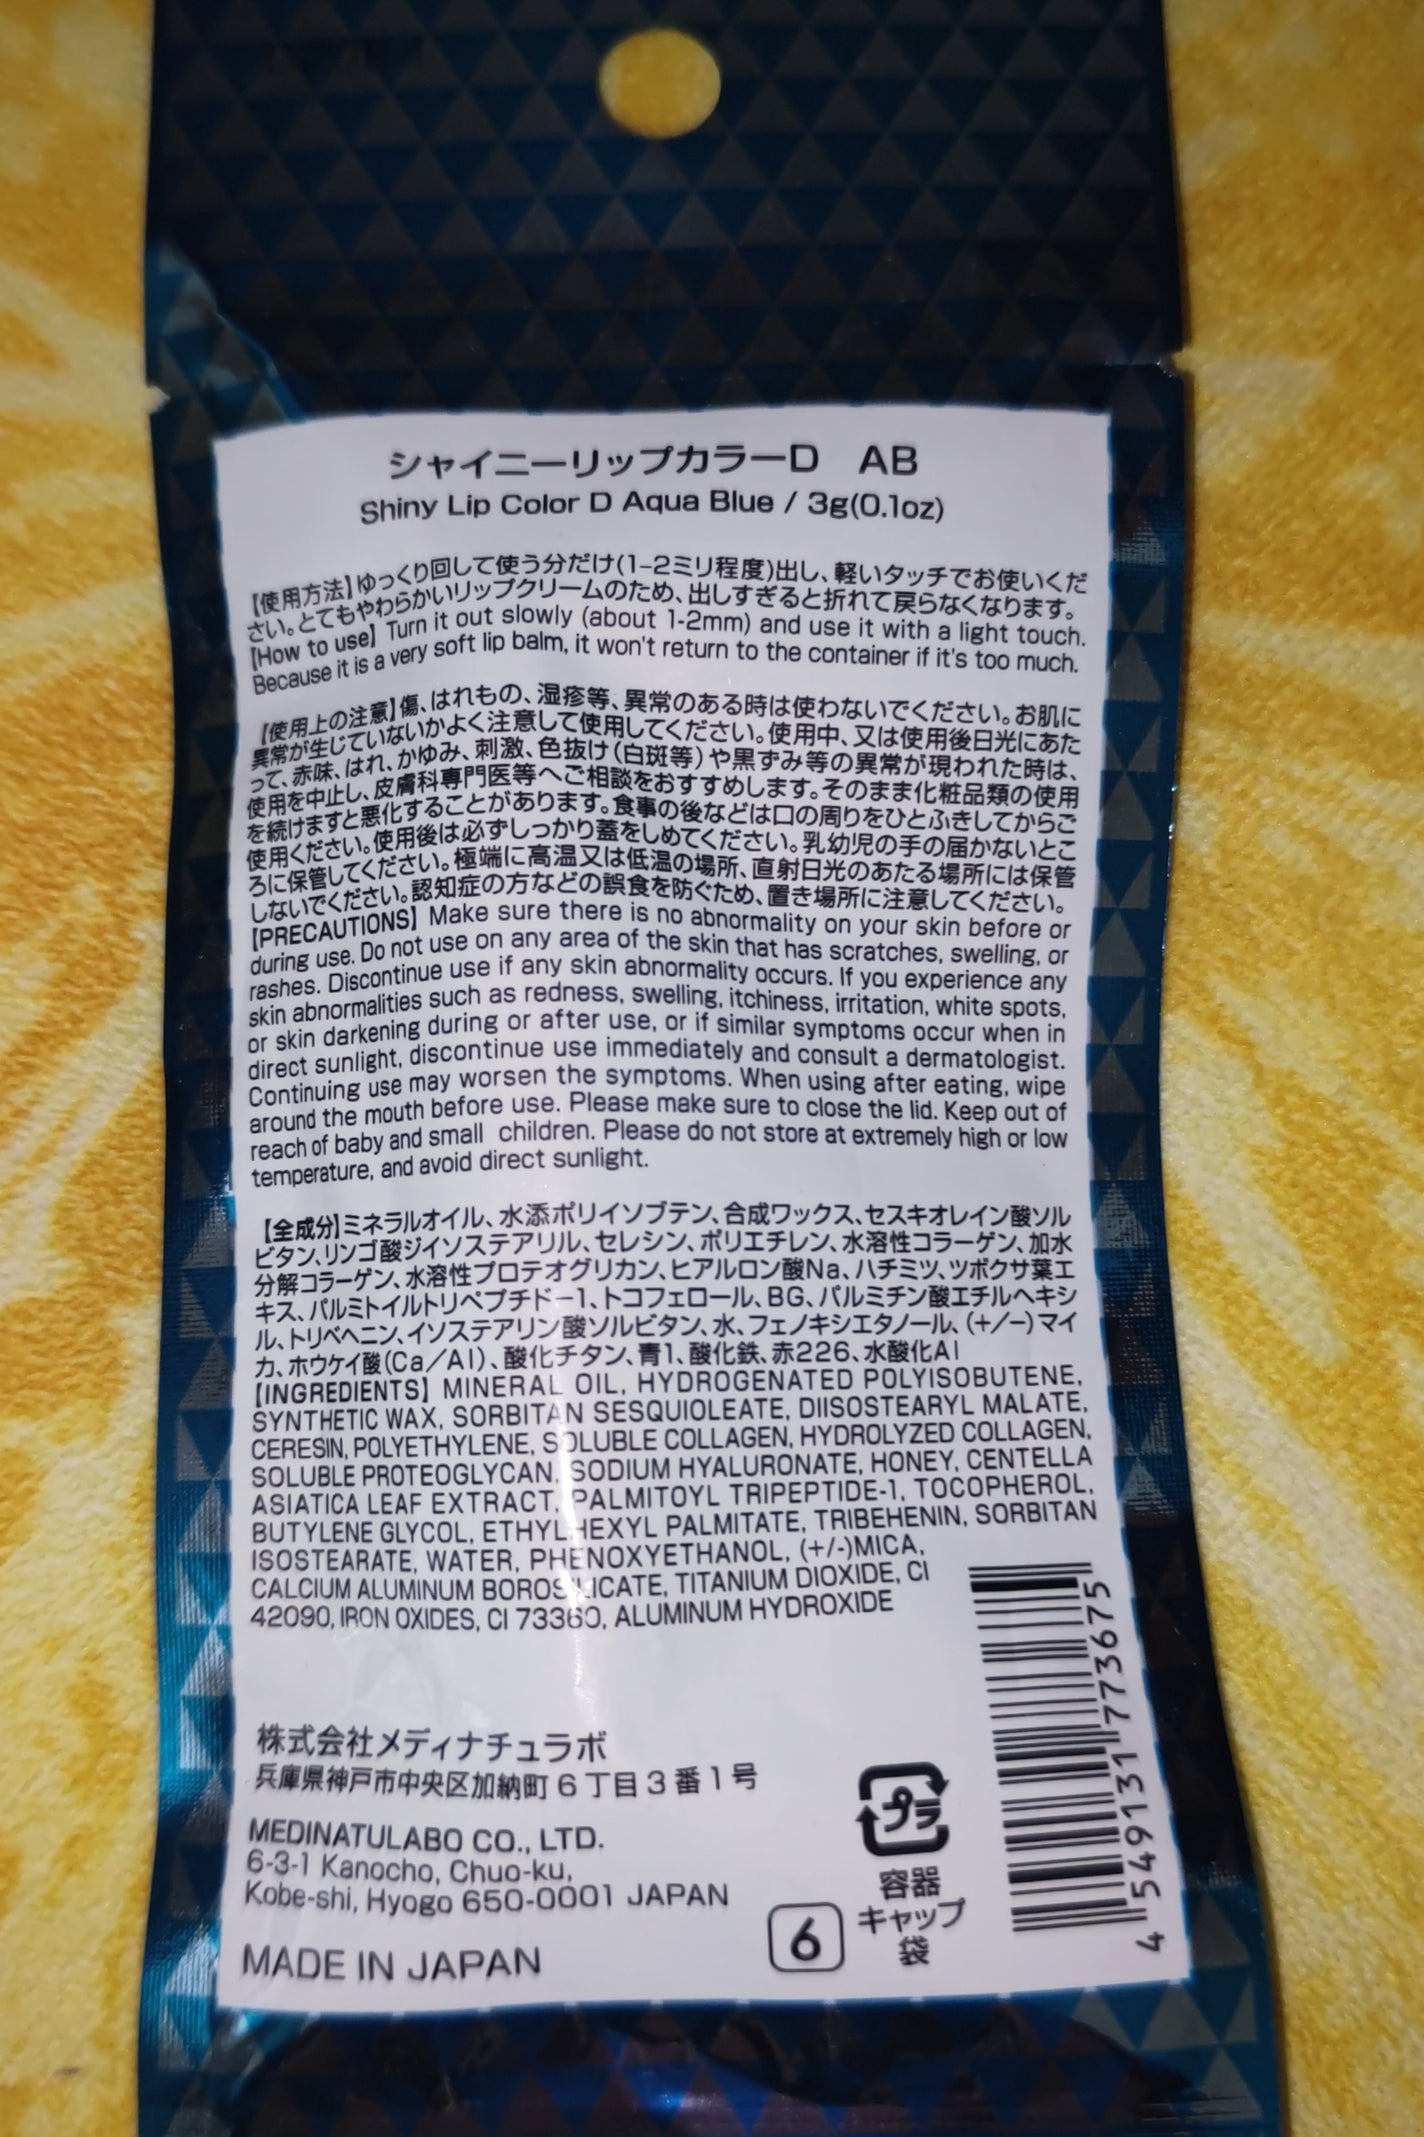 シャイニーリップカラーD　AB
Shiny Lip Color D Aqua Blue / 3g(0.1oz)
【使用方法】ゆっくり回して使う分だけ(1-2ミリ程度)出し、軽いタッチでお使いくだ
さい。とてもやわらかいリップクリームのため、出しすぎると折れて戻らなくなります。
【How to use】 Turn it out slowly (about 1-2mm) and use it with a light touch.
Because it is a very soft lip balm, it won't return to the container if it's too much.
【使用上の注意】傷、はれもの、湿疹等、異常のある時は使わないでください。お肌に
異常が生じていないかよく注意して使用してください。使用中、又は使用後日光にあた
って、赤味、はれ、かゆみ、刺激、色抜け(白斑等)や黒ずみ等の異常が現われた時は、
使用を中止し、皮膚科専門医等へご相談をおすすめします。そのまま化粧品類の使用
を続けますと悪化することがあります。食事の後などは口の周りをひとふきしてからご
使用ください。使用後は必ずしっかり蓋をしめてください。乳幼児の手の届かないとこ
ろに保管してください。極端に高温又は低温の場所、直射日光のあたる場所には保管
しないでください。認知症の方などの誤食を防ぐため、置き場所に注意してください。
【PRECAUTIONS】 Make sure there is no abnormality on your skin before or
during use. Do not use on any area of the skin that has scratches, swelling, or
rashes. Discontinue use if any skin abnormality occurs. If you experience any
skin abnormalities such as redness, swelling, itchiness, irritation, white spots,
or skin darkening during or after use, or if similar symptoms occur when in
direct sunlight, discontinue use immediately and consult a dermatologist.
Continuing use may worsen the symptoms. When using after eating, wipe
around the mouth before use. Please make sure to close the lid. Keep out of
reach of baby and small children. Please do not store at extremely high or low
temperature, and avoid direct sunlight.
【全成分】ミネラルオイル、水添ポリイソブテン、合成ワックス、セスキオレイン酸ソル
ビタン、リンゴ酸ジイソステアリル、セレシン、ポリエチレン、水溶性コラーゲン、加水
分解コラーゲン、水溶性プロテオグリカン、ヒアルロン酸Na、ハチミツ、ツボクサ葉エ
キス、パルミトイルトリペプチド-1、トコフェロール、BG、パルミチン酸エチルヘキシ
ル、トリベヘニン、イソステアリン酸ソルビタン、水、フェノキシエタノール、(+/-)マイ
カ、ホウケイ酸(Ca/Al)、酸化チタン、青1、酸化鉄、赤226、水酸化Al
【INGREDIENTS】 MINERAL OIL, HYDROGENATED POLYISOBUTENE,
SYNTHETIC WAX, SORBITAN SESQUIOLEATE, DIISOSTEARYL MALATE,
CERESIN, POLYETHYLENE, SOLUBLE COLLAGEN, HYDROLYZED COLLAGEN,
SOLUBLE PROTEOGLYCAN, SODIUM HYALURONATE, HONEY, CENTELLA
ASIATICA LEAF EXTRACT, PALMITOYL TRIPEPTIDE-1, TOCOPHEROL,
BUTYLENE GLYCOL, ETHYLHEXYL PALMITATE, TRIBEHENIN, SORBITAN
ISOSTEARATE, WATER, PHENOXYETHANOL, (+/-)MICA,
CALCIUM ALUMINUM BOROSILICATE, TITANIUM DIOXIDE, CI
42090, IRON OXIDES, CI 73360, ALUMINUM HYDROXIDE
株式会社メディナチュラボ
兵庫県神戸市中央区加納町６丁目３番１号
MEDINATULABO CO., LTD.
6-3-1 Kanocho, Chuo-ku,
Kobe-shi, Hyogo 650-0001 JAPAN
MADE IN JAPAN
6
プラ
容器
キャップ
袋
4 549131 773675